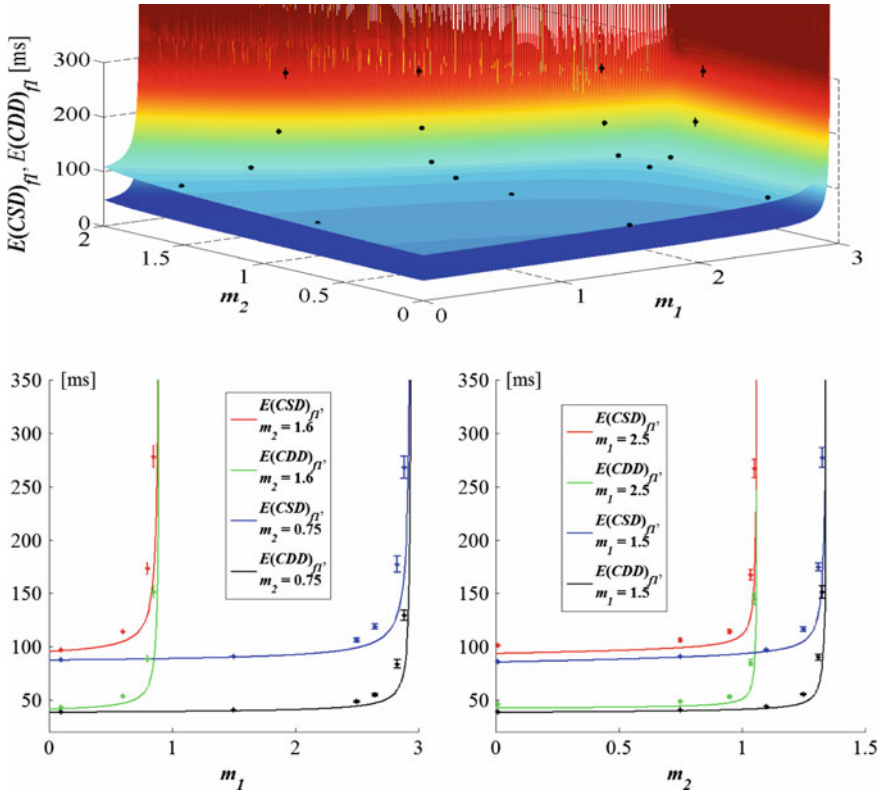 E(CSD)fl, E(CDD)fl [ms]
300
200
100
0
2
1.5
1
0.5
0
m2
0
1
2
3
m1
[ms]
350
300
250
200
150
100
50
0
1
2
3
m1
E(CSD)fl,
m2 = 1.6
E(CDD)fl,
m2 = 1.6
E(CSD)fl,
m2 = 0.75
E(CDD)fl,
m2 = 0.75
[ms]
350
300
250
200
150
100
50
0
0.5
1
1.5
m2
E(CSD)fl,
m1 = 2.5
E(CDD)fl,
m1 = 2.5
E(CSD)fl,
m1 = 1.5
E(CDD)fl,
m1 = 1.5